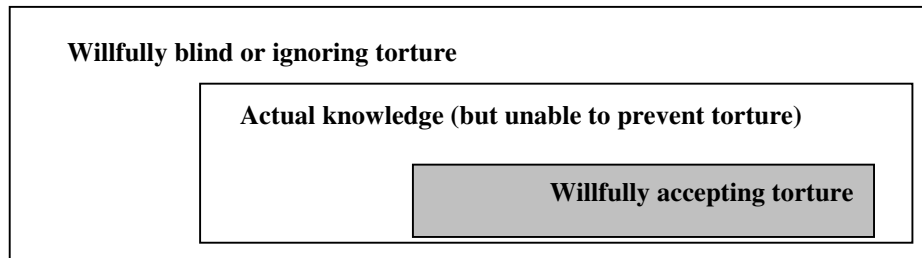 Willfully blind or ignoring torture
Actual knowledge (but unable to prevent torture)
Willfully accepting torture